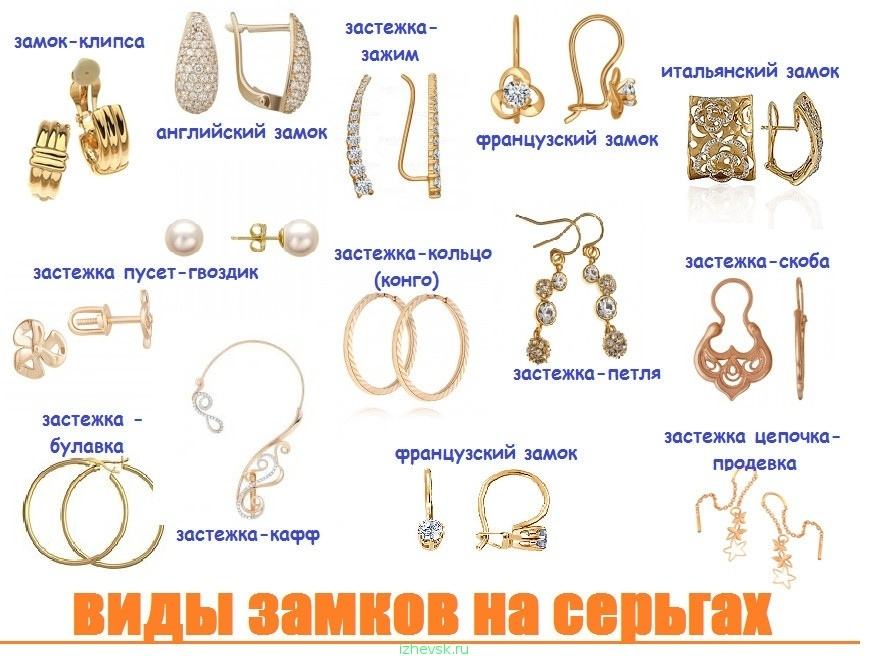 замок-клипса
английский замок
застежка-
зажим
французский замок
итальянский замок
застежка пусет-гвоздик
застежка-кольцо
(конго)
застежка-петля
застежка-скоба
застежка -
булавка
застежка-кафф
французский замок
застежка цепочка-
продевка
виды замков на серьгах
izhevsk.ru